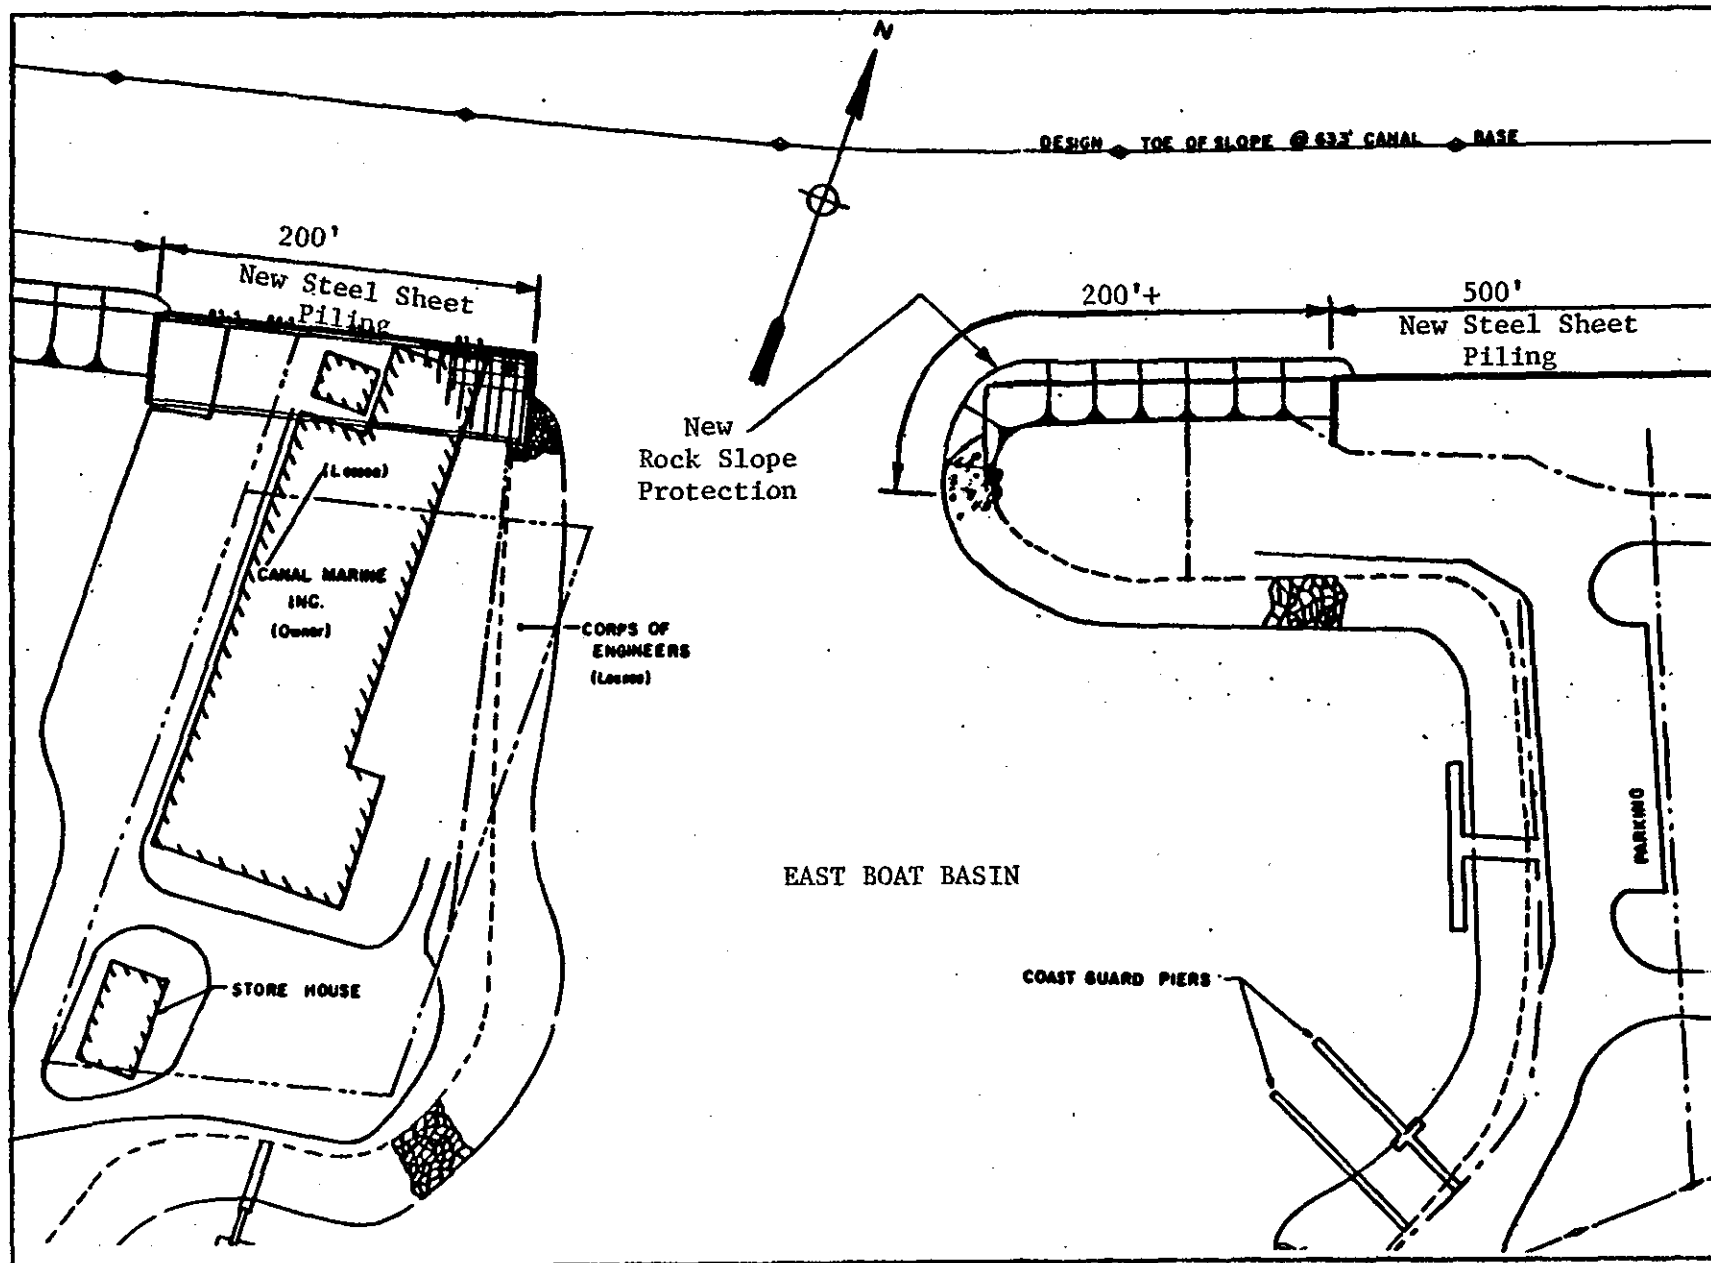 N
DESIGN TOE OF SLOPE @ 633' CANAL BASE
200'
New Steel Sheet
Piling
200'+
500'
New Steel Sheet
Piling
New
Rock Slope
Protection
(Lessee)
CANAL MARINE
ING.
(Owner)
CORPS OF
ENGINEERS
(Lessee)
PARKING
EAST BOAT BASIN
STORE HOUSE
COAST GUARD PIERS